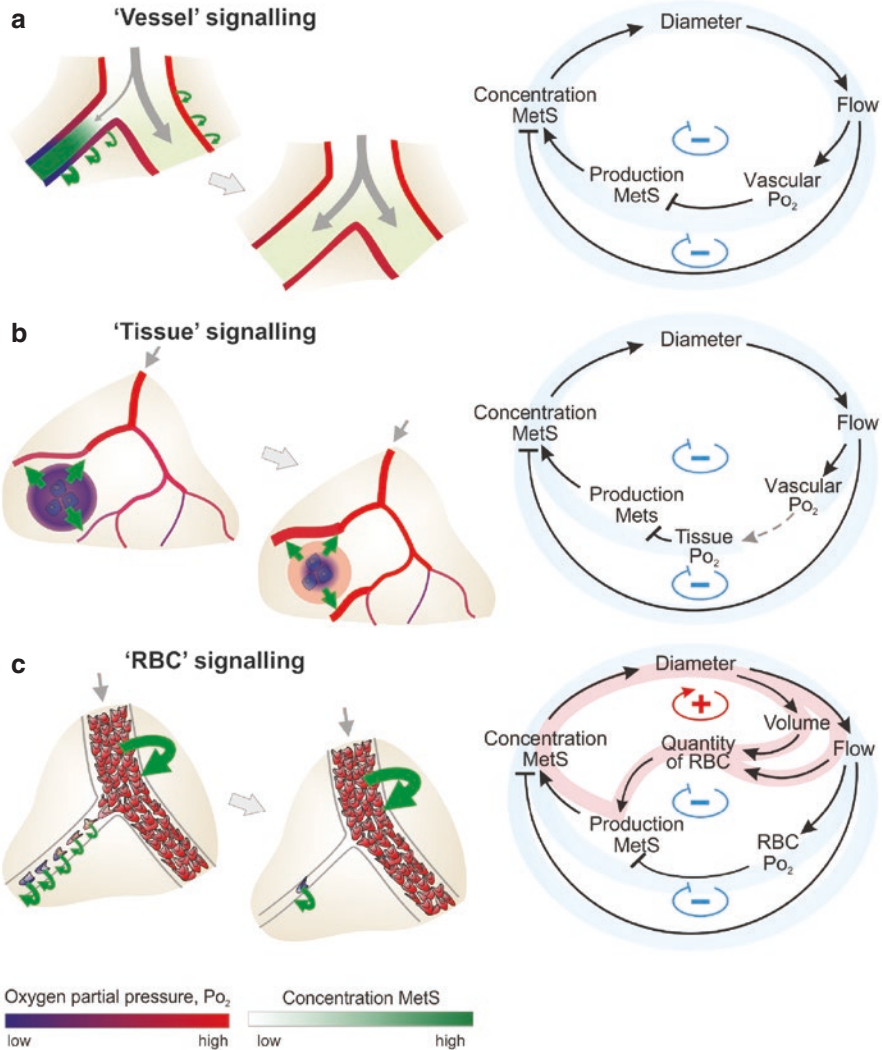 a
'Vessel' signalling
Diameter
Concentration
MetS
Flow
–
Production
MetS
Vascular
Po₂
–
b
'Tissue' signalling
Diameter
Concentration
MetS
Flow
–
Vascular
Po₂
Production
Mets
Tissue
Po₂
–
c
'RBC' signalling
Diameter
+
Volume
Concentration
MetS
Quantity
of RBC
Flow
–
Production
MetS
RBC
Po₂
–
Oxygen partial pressure, Po₂
low
high
Concentration MetS
low
high